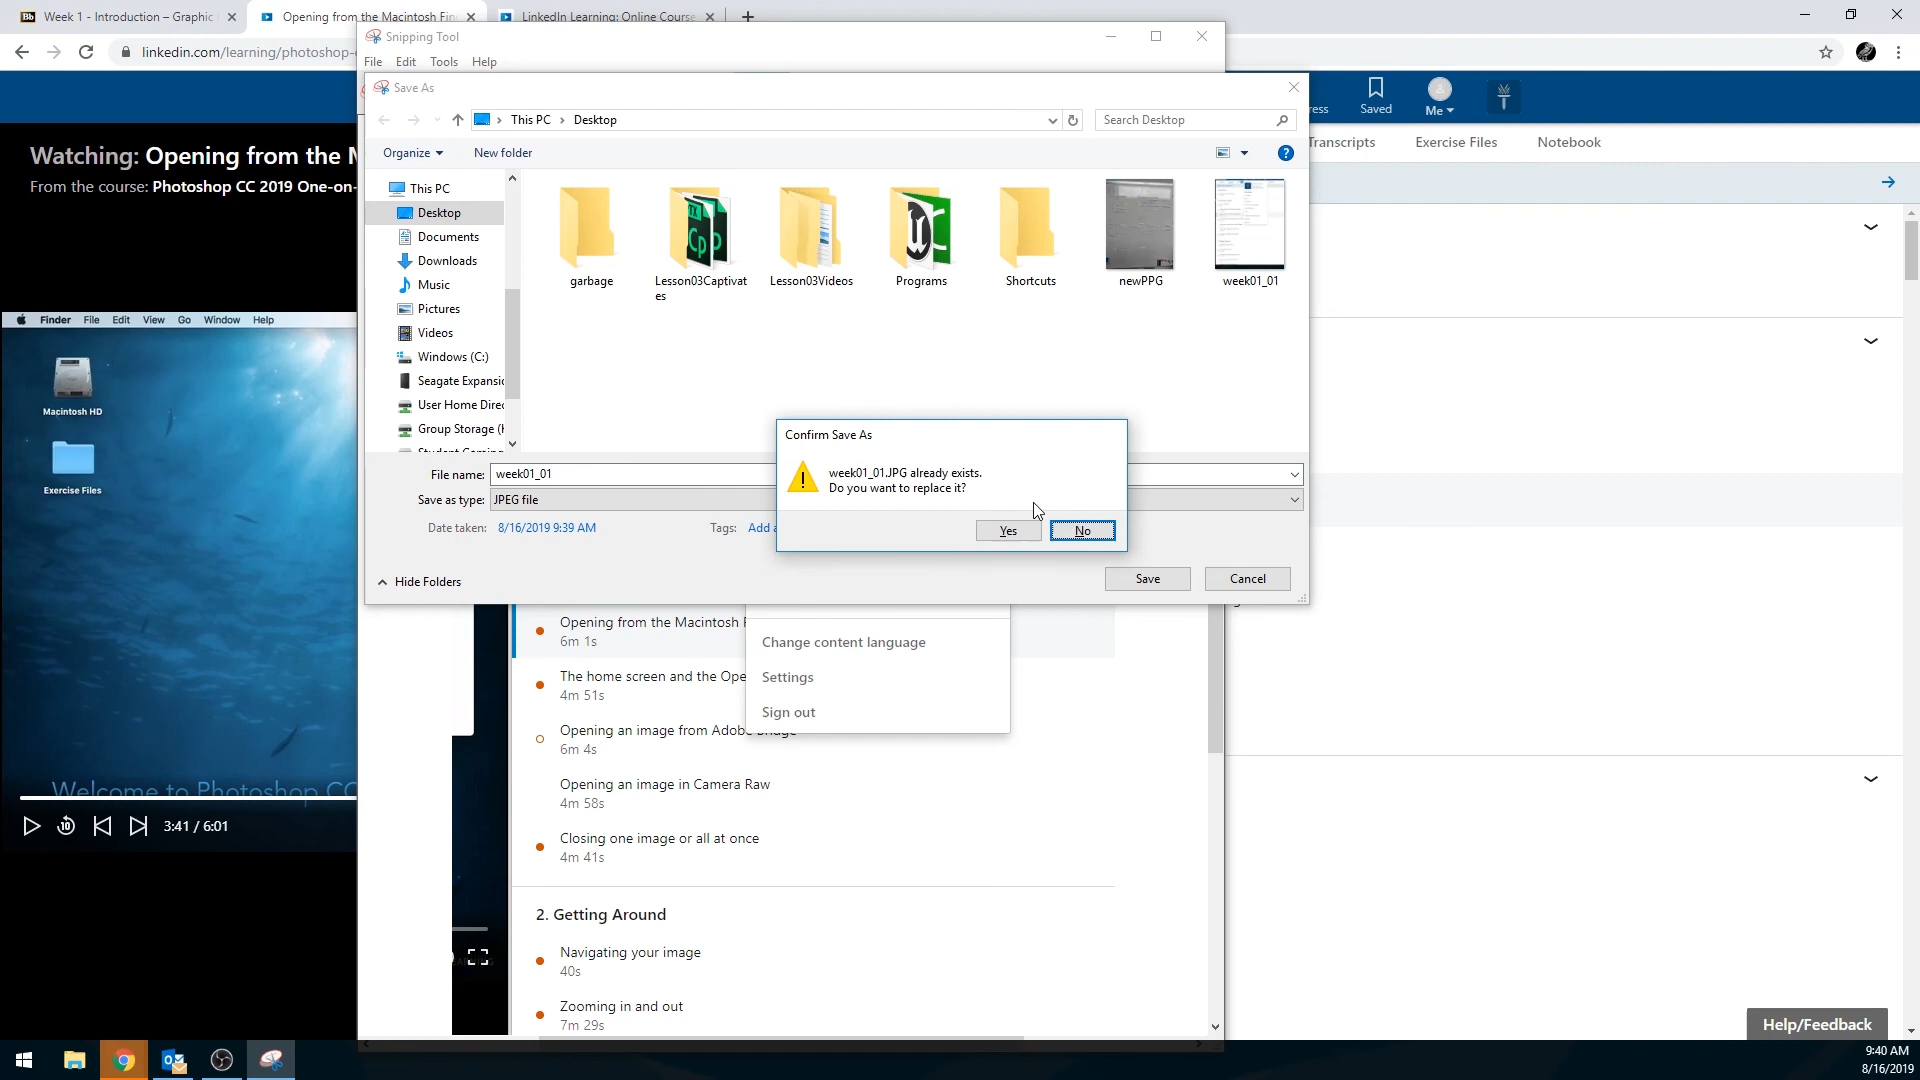 Week 1 - Introduction – Graphic
Opening from the Macintosh Fin
LinkedIn Learning: Online Course
linkedin.com/learning/photoshop-
Snipping Tool
File Edit Tools Help
Save As
This PC > Desktop
Search Desktop
Organize
New folder
Saved
Me
Transcripts
Exercise Files
Notebook
Watching: Opening from the M
From the course: Photoshop CC 2019 One-on-
This PC
Desktop
Documents
Downloads
Music
Pictures
Videos
Windows (C:)
Seagate Expansio
User Home Direc
Group Storage (
garbage
Lesson03Captivat
es
Lesson03Videos
Programs
Shortcuts
newPPG
week01_01
Finder File Edit View Go Window Help
Macintosh HD
Exercise Files
Confirm Save As
week01_01.JPG already exists.
Do you want to replace it?
Yes
No
File name: week01_01
Save as type: JPEG file
Date taken: 8/16/2019 9:39 AM
Tags: Add a
Hide Folders
Save
Cancel
Opening from the Macintosh F
6m 1s
The home screen and the Ope
4m 51s
Opening an image from Adob
6m 4s
Opening an image in Camera Raw
4m 58s
Closing one image or all at once
4m 41s
2. Getting Around
Navigating your image
40s
Zooming in and out
7m 29s
Change content language
Settings
Sign out
Welcome to Photoshop CC
3:41 / 6:01
Help/Feedback
9:40 AM
8/16/2019